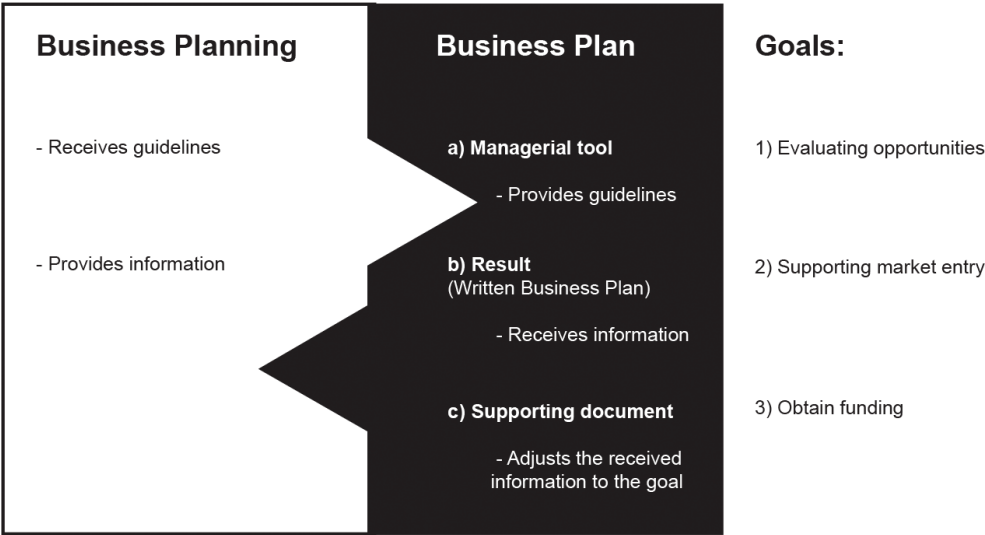 Business Planning
- Receives guidelines
- Provides information
Business Plan
a) Managerial tool
- Provides guidelines
b) Result
(Written Business Plan)
- Receives information
c) Supporting document
- Adjusts the received
information to the goal
Goals:
1) Evaluating opportunities
2) Supporting market entry
3) Obtain funding